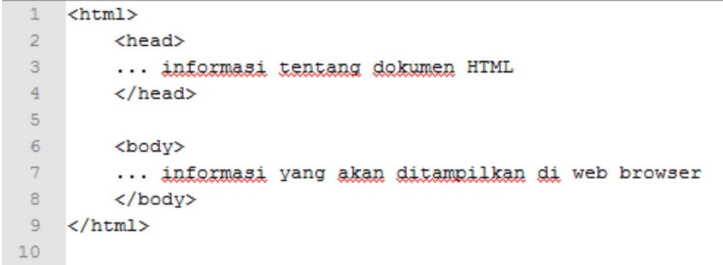 1 <html>
2 <head>
3 ... informasi tentang dokumen HTML
4 </head>
5
6 <body>
7 ... informasi yang akan ditampilkan di web browser
8 </body>
9 </html>
10